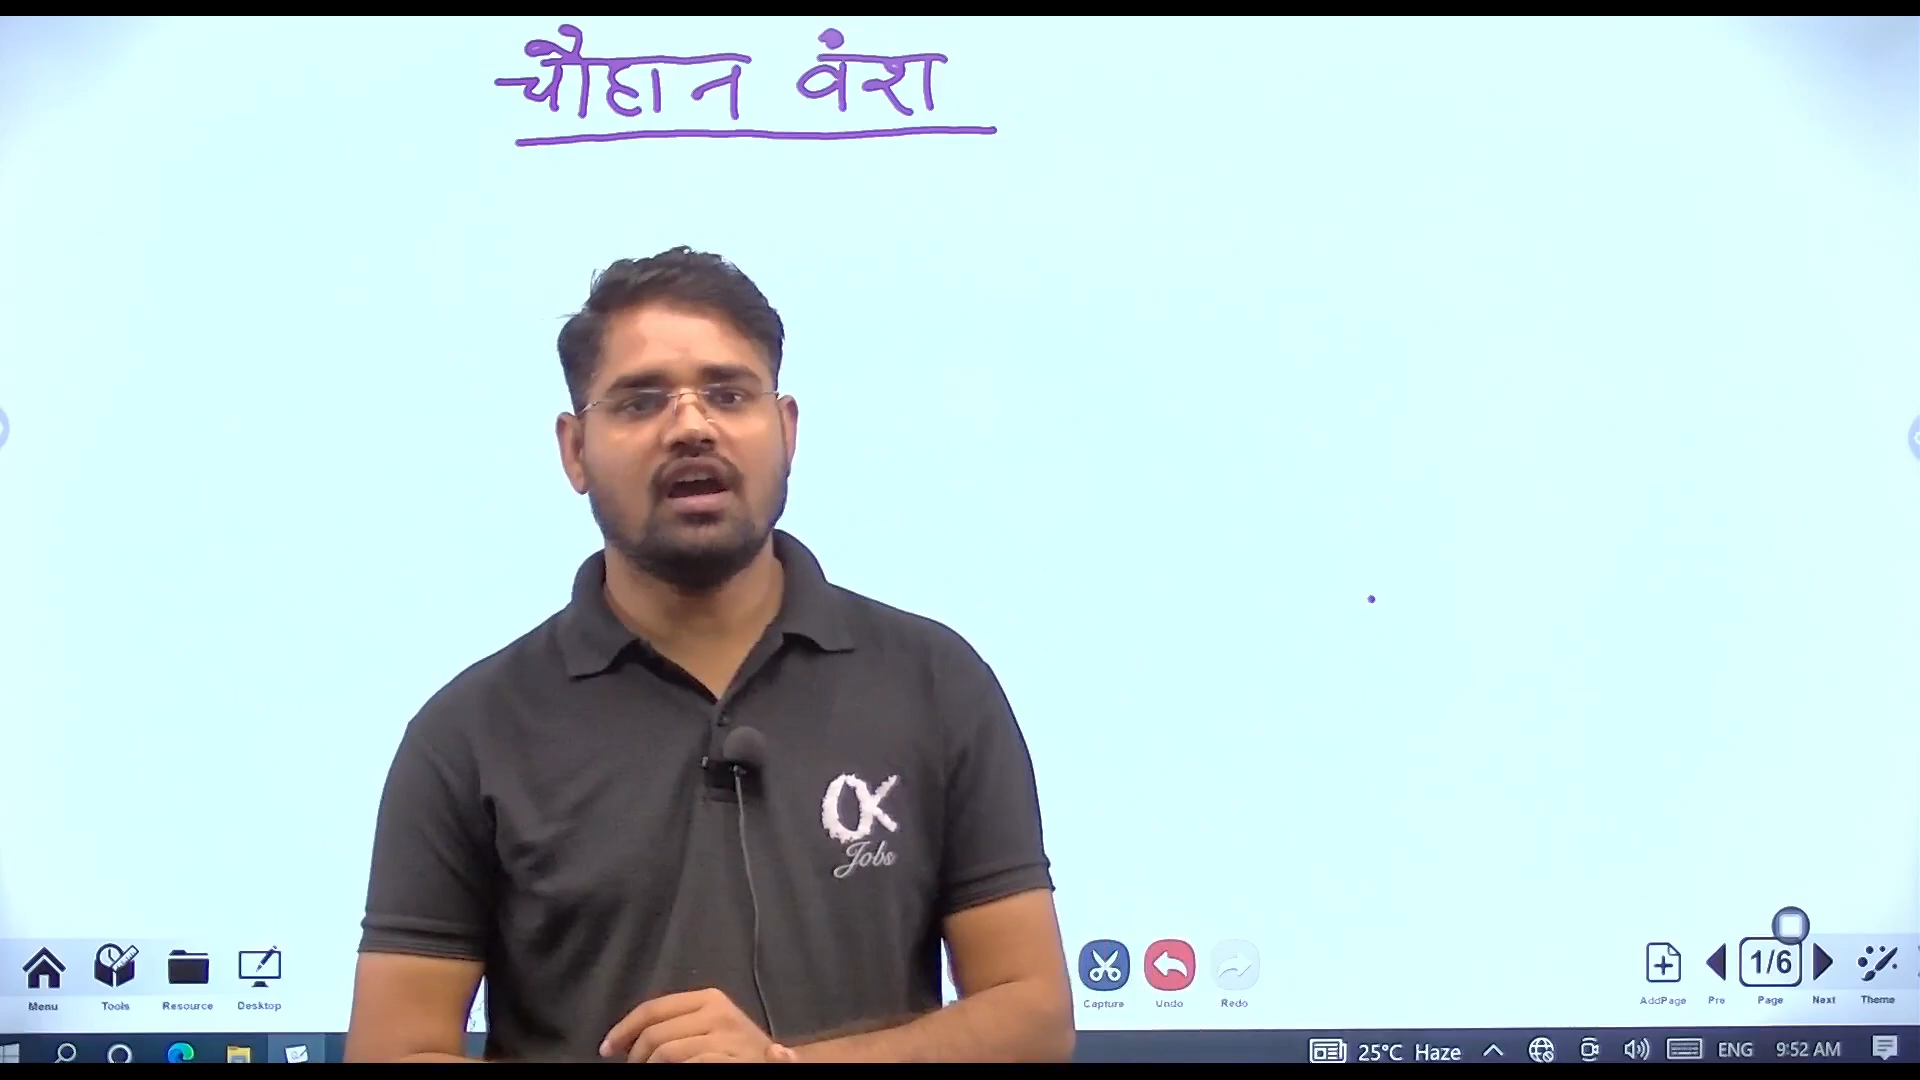 चौहान वंश
OK
Jobs
Menu
Tools
Resource
Desktop
Capture
Undo
Redo
AddPage
Pre
1/6
Page
Next
Theme
25°C Haze
ENG
9:52 AM